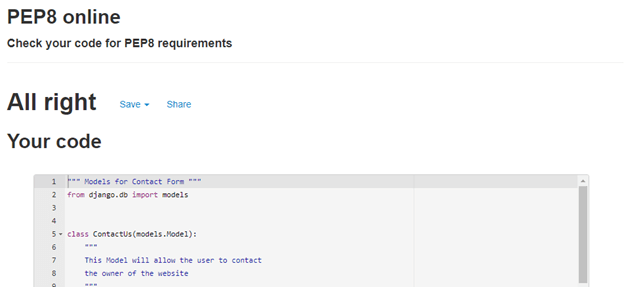 PEP8 online
Check your code for PEP8 requirements
All right Save Share
Your code
1 """ Models for Contact Form """
2 from django.db import models
3
4
5 class ContactUs(models.Model):
6 """
7 This Model will allow the user to contact
8 the owner of the website
9 """